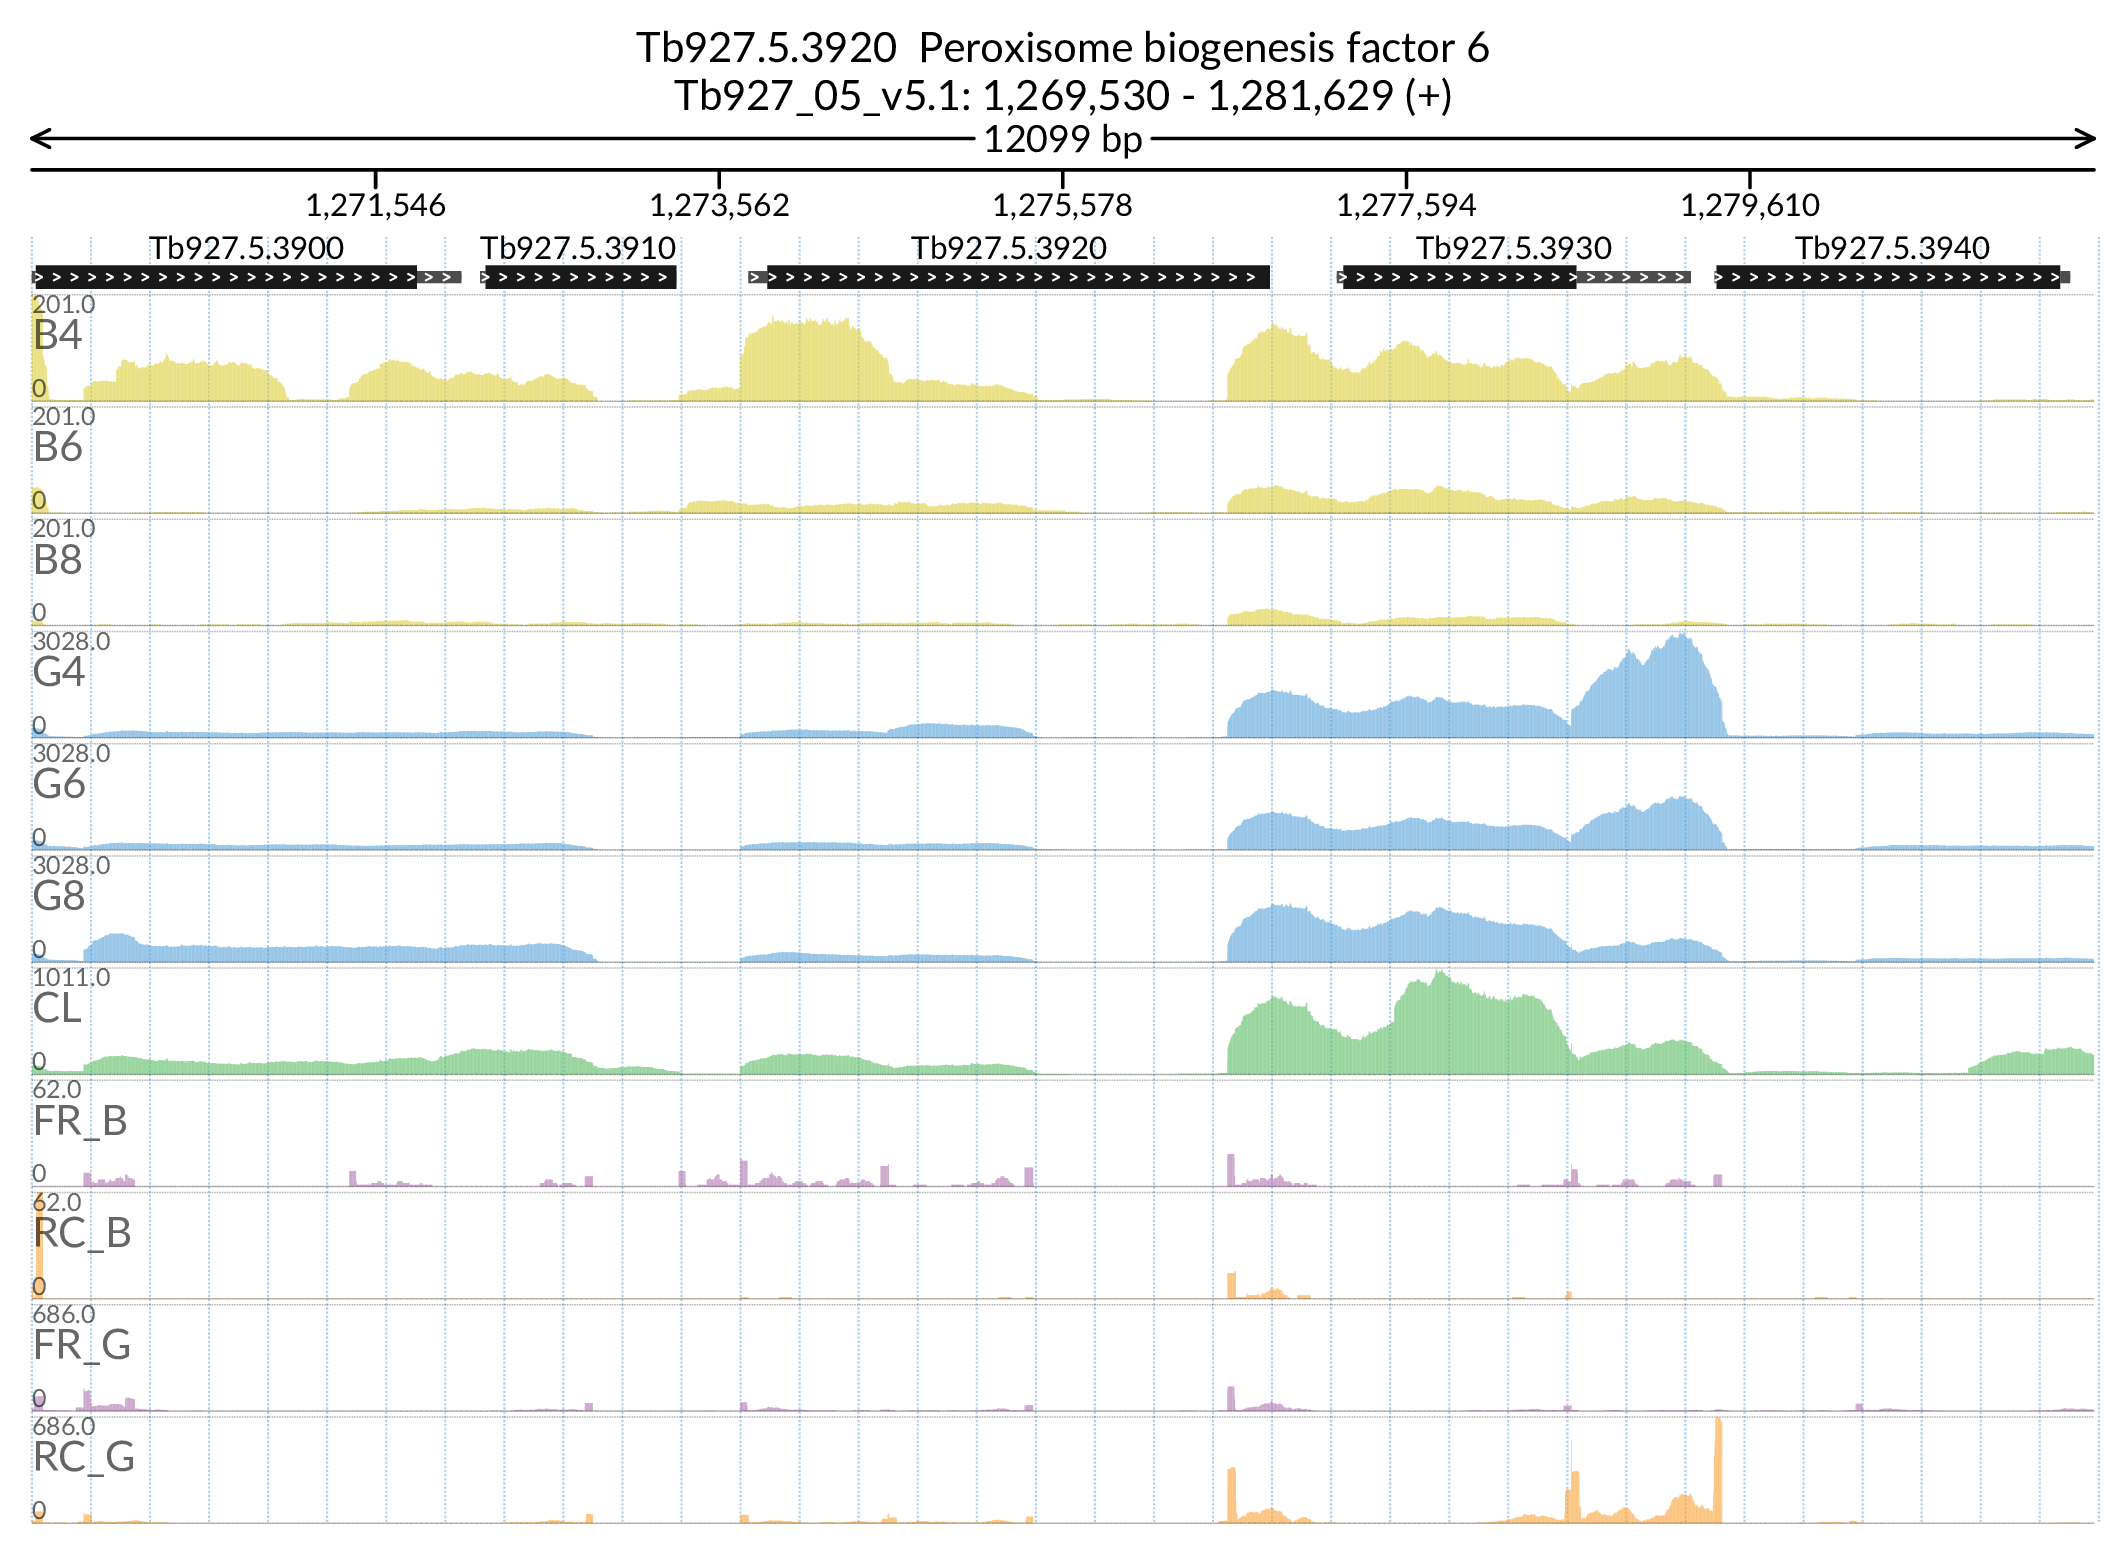 Tb927.5.3920 Peroxisome biogenesis factor 6
Tb927_05_v5.1: 1,269,530 - 1,281,629 (+)
12099 bp
1,271,546 1,273,562 1,275,578 1,277,594 1,279,610
Tb927.5.3900 Tb927.5.3910 Tb927.5.3920 Tb927.5.3930 Tb927.5.3940
201.0
B4
0
201.0
B6
0
201.0
B8
0
3028.0
G4
0
3028.0
G6
0
3028.0
G8
0
1011.0
CL
0
62.0
FR_B
0
62.0
RC_B
0
686.0
FR_G
0
686.0
RC_G
0